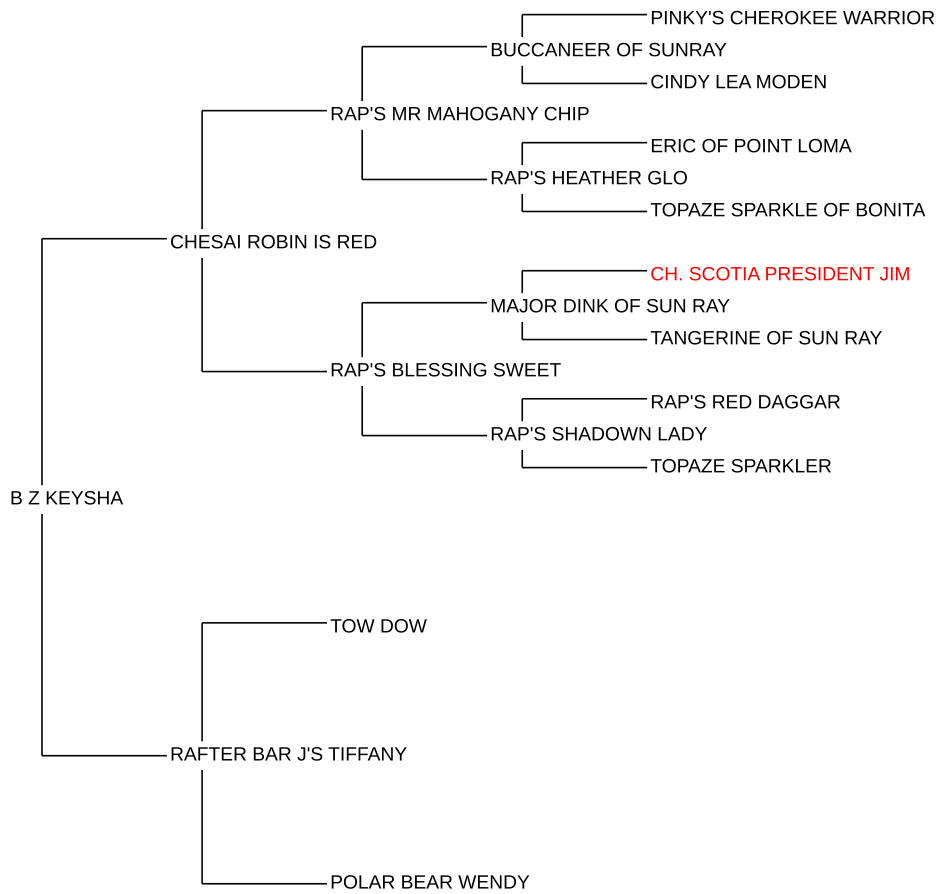 PINKY'S CHEROKEE WARRIOR
BUCCANEER OF SUNRAY
CINDY LEA MODEN
RAP'S MR MAHOGANY CHIP
ERIC OF POINT LOMA
RAP'S HEATHER GLO
TOPAZE SPARKLE OF BONITA
CHESAI ROBIN IS RED
CH. SCOTIA PRESIDENT JIM
MAJOR DINK OF SUN RAY
TANGERINE OF SUN RAY
RAP'S BLESSING SWEET
RAP'S RED DAGGAR
RAP'S SHADOWN LADY
TOPAZE SPARKLER
B Z KEYSHA
TOW DOW
RAFTER BAR J'S TIFFANY
POLAR BEAR WENDY